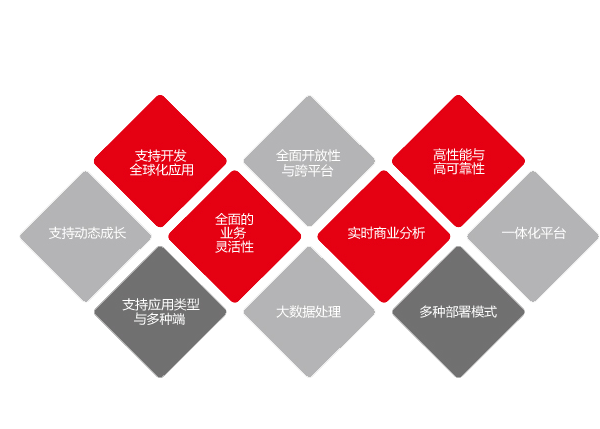 支持开发
全球化应用
全面开放性
与跨平台
高性能与
高可靠性
支持动态成长
全面的
业务
灵活性
实时商业分析
一体化平台
支持应用类型
与多种端
大数据处理
多种部署模式